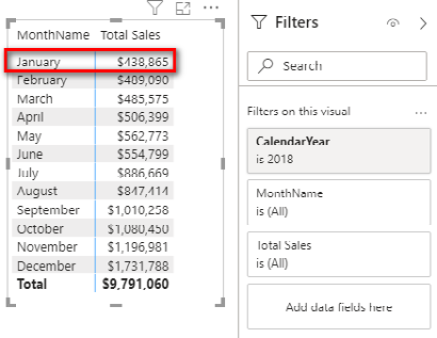 MonthName Total Sales
January $438,865
February $489,090
March $485,575
April $506,399
May $562,773
June $554,799
July $886,669
August $847,414
September $1,010,258
October $1,080,450
November $1,196,981
December $1,731,788
Total $9,791,060
Filters
Search
Filters on this visual
CalendarYear
is 2018
MonthName
is (All)
Total Sales
is (All)
Add data fields here